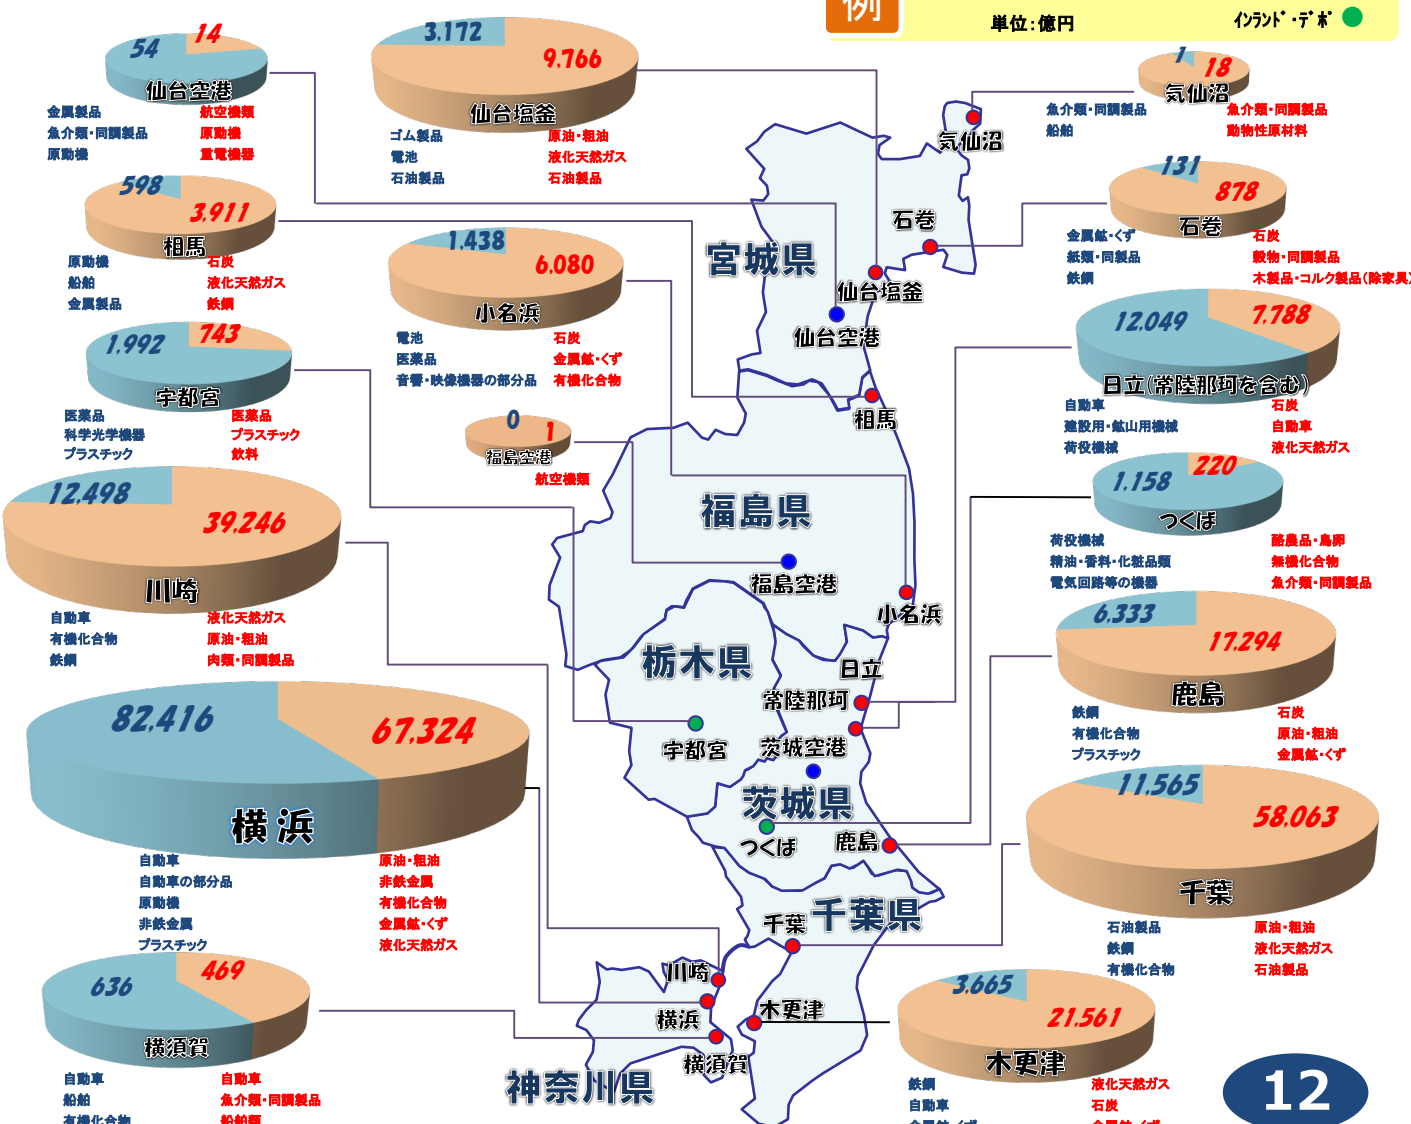 例
単位：億円
インランド・デポ
54
14
仙台空港
金属製品
魚介類・同調製品
原動機
航空機類
原動機
重電機器
3,172
9,766
仙台塩釜
ゴム製品
電池
石油製品
原油・粗油
液化天然ガス
石油製品
1
18
気仙沼
魚介類・同調製品
船舶
魚介類・同調製品
動物性原材料
598
3,911
相馬
原動機
船舶
金属製品
石炭
液化天然ガス
鉄鋼
1,438
6,080
小名浜
電池
医薬品
音響・映像機器の部分品
石炭
金属鉱・くず
有機化合物
131
878
石巻
金属鉱・くず
紙類・同製品
鉄鋼
石炭
穀物・同調製品
木製品・コルク製品（除家具）
1,992
743
宇都宮
医薬品
科学光学機器
プラスチック
医薬品
プラスチック
飲料
0
1
福島空港
航空機類
12,049
7,788
日立（常陸那珂を含む）
自動車
建設用・鉱山用機械
荷役機械
石炭
自動車
液化天然ガス
12,498
39,246
川崎
自動車
有機化合物
鉄鋼
液化天然ガス
原油・粗油
肉類・同調製品
1,158
220
つくば
荷役機械
精油・香料・化粧品類
電気回路等の機器
酪農品・鳥卵
無機化合物
魚介類・同調製品
82,416
67,324
横浜
自動車
自動車の部分品
原動機
非鉄金属
プラスチック
原油・粗油
非鉄金属
有機化合物
金属鉱・くず
液化天然ガス
6,333
17,294
鹿島
鉄鋼
有機化合物
プラスチック
石炭
原油・粗油
金属鉱・くず
11,565
58,063
千葉
石油製品
鉄鋼
有機化合物
原油・粗油
液化天然ガス
石油製品
636
469
横須賀
自動車
船舶
有機化合物
自動車
魚介類・同調製品
船舶類
3,665
21,561
木更津
鉄鋼
自動車
金属鉱・くず
液化天然ガス
石炭
金属鉱・くず
気仙沼
石巻
宮城県
仙台塩釜
仙台空港
相馬
福島県
福島空港
小名浜
栃木県
日立
常陸那珂
宇都宮
茨城空港
茨城県
つくば
鹿島
千葉
千葉県
川崎
横浜
木更津
横須賀
神奈川県
12